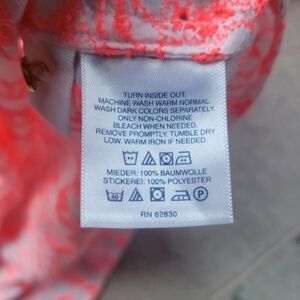 TURN INSIDE OUT.
MACHINE WASH WARM NORMAL
WASH DARK COLORS SEPARATELY
ONLY NON-CHLORINE
BLEACH WHEN NEEDED.
REMOVE PROMPTLY. TUMBLE DRY
LOW. WARM IRON IF NEEDED.
MIEDER: 100% BAUMWOLLE
STICKEREI: 100% POLYESTER
40
P
RN 62830